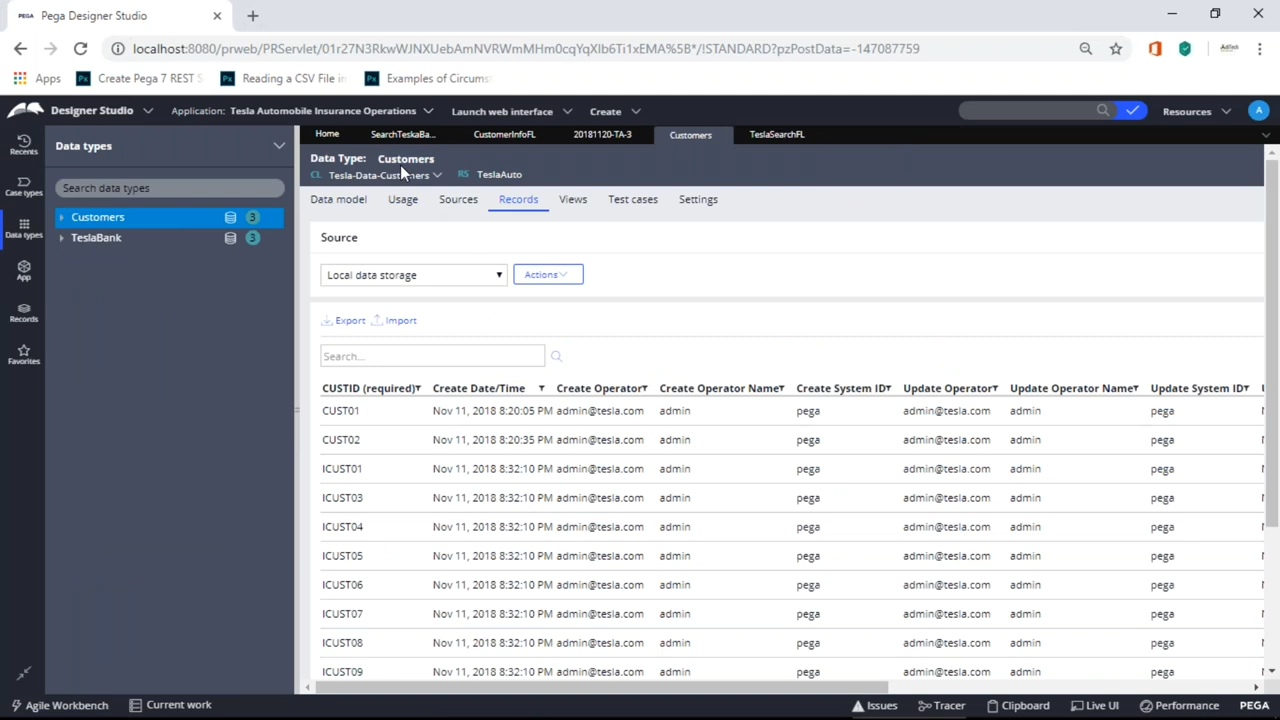 PEGA Pega Designer Studio
localhost:8080/prweb/PRServlet/01r27N3RkwWJNXUebAmNVRWmMHm0cqYqXlb6Ti1xEMA%5B*/!STANDARD?pzPostData=-147087759
Apps Create Pega 7 REST S Reading a CSV File in Examples of Circums
Designer Studio Application: Tesla Automobile Insurance Operations Launch web interface Create Resources A
Recents
Case types
Data types
App
Records
Favorites
Data types
Search data types
Customers 3
TeslaBank 3
Home SearchTeskaBa... CustomerInfoFL 20181120-TA-3 Customers TeslaSearchFL
Data Type: Customers
CL Tesla-Data-Customers RS TeslaAuto
Data model Usage Sources Records Views Test cases Settings
Source
Local data storage Actions
Export Import
Search...
CUSTID (required) Create Date/Time Create Operator Create Operator Name Create System ID Update Operator Update Operator Name Update System ID
CUST01 Nov 11, 2018 8:20:05 PM admin@tesla.com admin pega admin@tesla.com admin pega
CUST02 Nov 11, 2018 8:20:35 PM admin@tesla.com admin pega admin@tesla.com admin pega
ICUST01 Nov 11, 2018 8:32:10 PM admin@tesla.com admin pega admin@tesla.com admin pega
ICUST03 Nov 11, 2018 8:32:10 PM admin@tesla.com admin pega admin@tesla.com admin pega
ICUST04 Nov 11, 2018 8:32:10 PM admin@tesla.com admin pega admin@tesla.com admin pega
ICUST05 Nov 11, 2018 8:32:10 PM admin@tesla.com admin pega admin@tesla.com admin pega
ICUST06 Nov 11, 2018 8:32:10 PM admin@tesla.com admin pega admin@tesla.com admin pega
ICUST07 Nov 11, 2018 8:32:10 PM admin@tesla.com admin pega admin@tesla.com admin pega
ICUST08 Nov 11, 2018 8:32:10 PM admin@tesla.com admin pega admin@tesla.com admin pega
ICUST09 Nov 11, 2018 8:32:10 PM admin@tesla.com admin pega admin@tesla.com admin pega
Agile Workbench Current work Issues Tracer Clipboard Live UI Performance PEGA